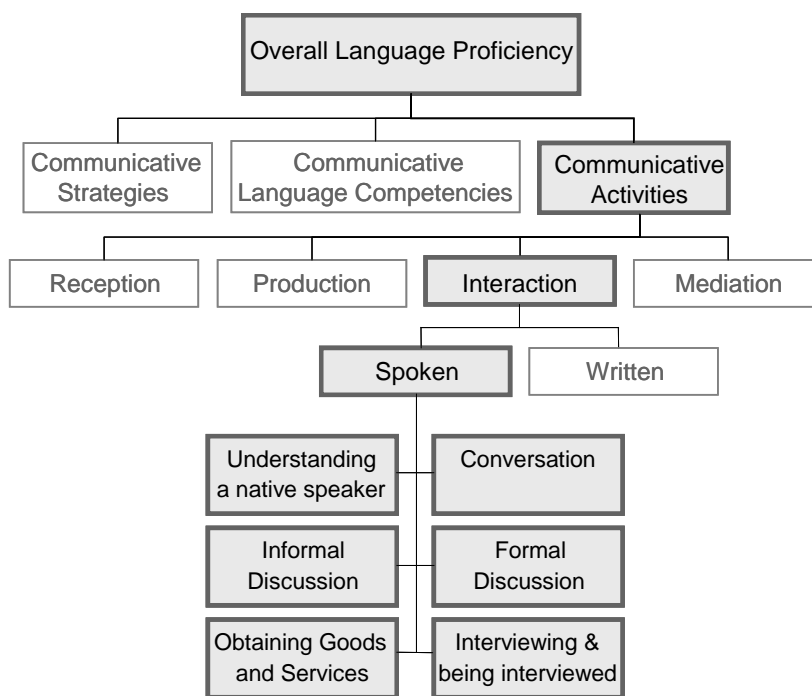 Overall Language Proficiency
Communicative
Strategies
Communicative
Language Competencies
Communicative
Activities
Reception
Production
Interaction
Mediation
Spoken
Written
Understanding
a native speaker
Conversation
Informal
Discussion
Formal
Discussion
Obtaining Goods
and Services
Interviewing &
being interviewed